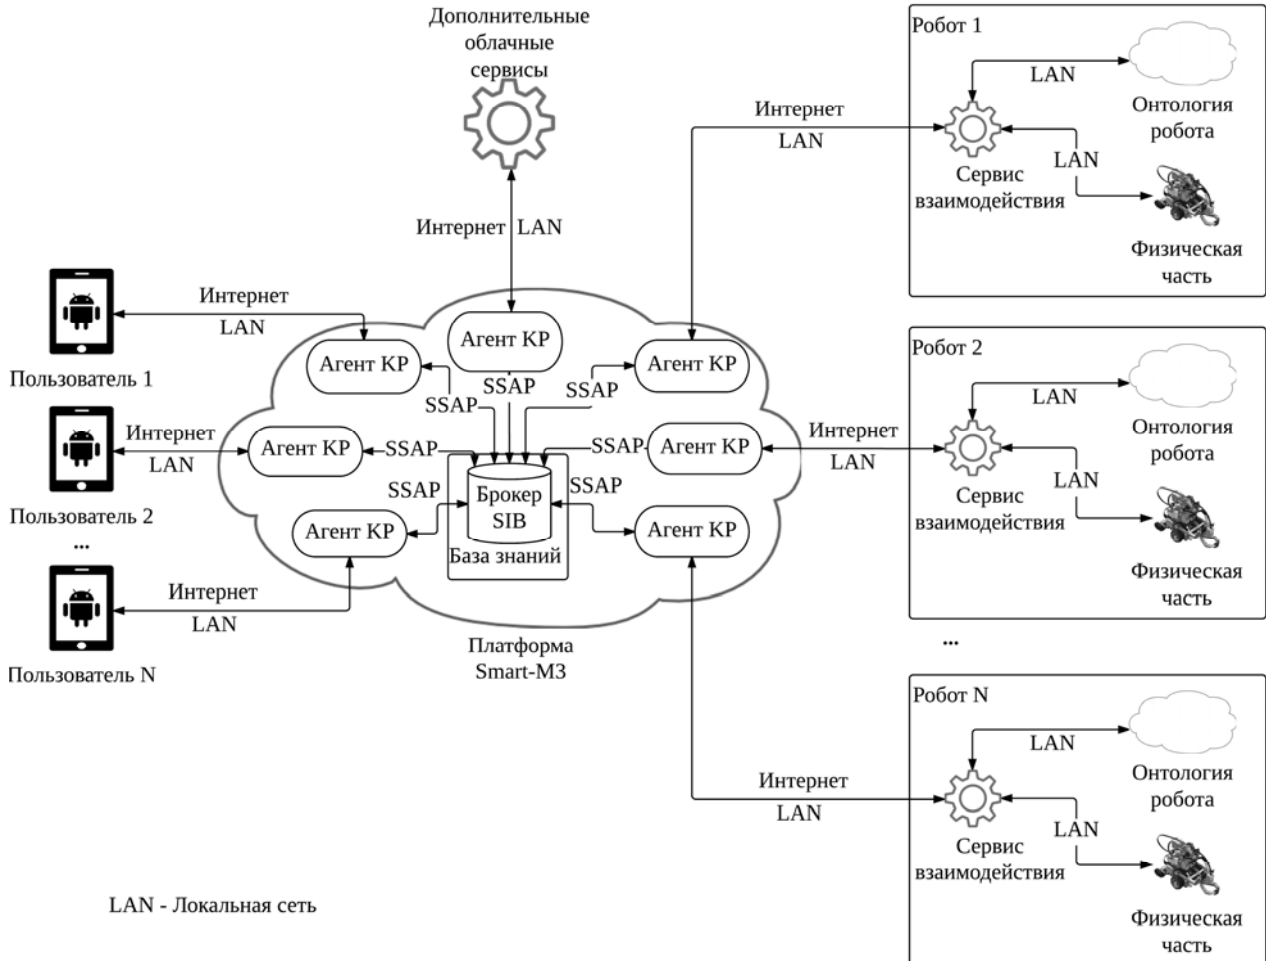 Дополнительные
облачные
сервисы
Интернет LAN
Пользователь 1
Интернет
LAN
Пользователь 2
Интернет
LAN
...
Пользователь N
Интернет
LAN
Агент КР
Агент КР
Агент КР
Агент КР
Агент КР
Агент КР
Агент КР
SSAP
SSAP
SSAP
SSAP
SSAP
SSAP
SSAP
Брокер
SIB
База знаний
Платформа
Smart-M3
Интернет
LAN
Робот 1
LAN
Онтология
робота
Сервис
взаимодействия
LAN
Физическая
часть
Интернет
LAN
Робот 2
LAN
Онтология
робота
Сервис
взаимодействия
LAN
Физическая
часть
...
Интернет
LAN
Робот N
LAN
Онтология
робота
Сервис
взаимодействия
LAN
Физическая
часть
LAN - Локальная сеть